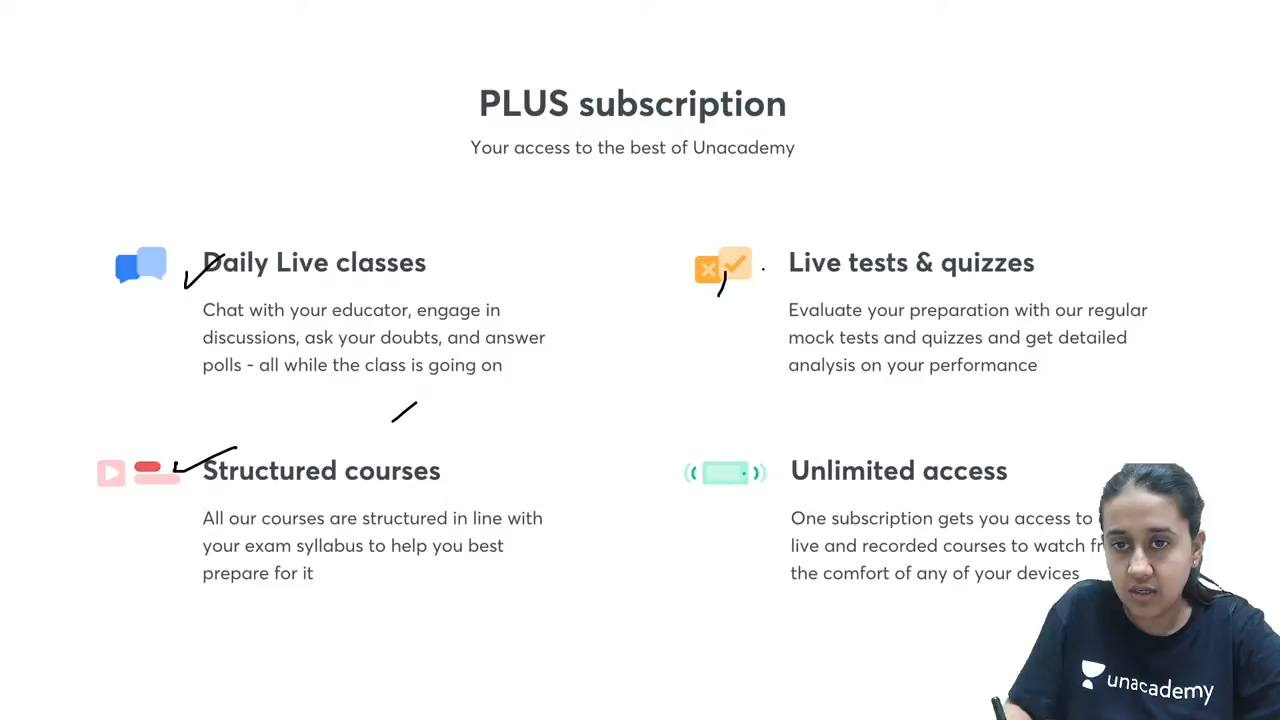 PLUS subscription
Your access to the best of Unacademy
Daily Live classes
Chat with your educator, engage in
discussions, ask your doubts, and answer
polls - all while the class is going on
Live tests & quizzes
Evaluate your preparation with our regular
mock tests and quizzes and get detailed
analysis on your performance
Structured courses
All our courses are structured in line with
your exam syllabus to help you best
prepare for it
Unlimited access
One subscription gets you access to
live and recorded courses to watch
the comfort of any of your devices
unacademy